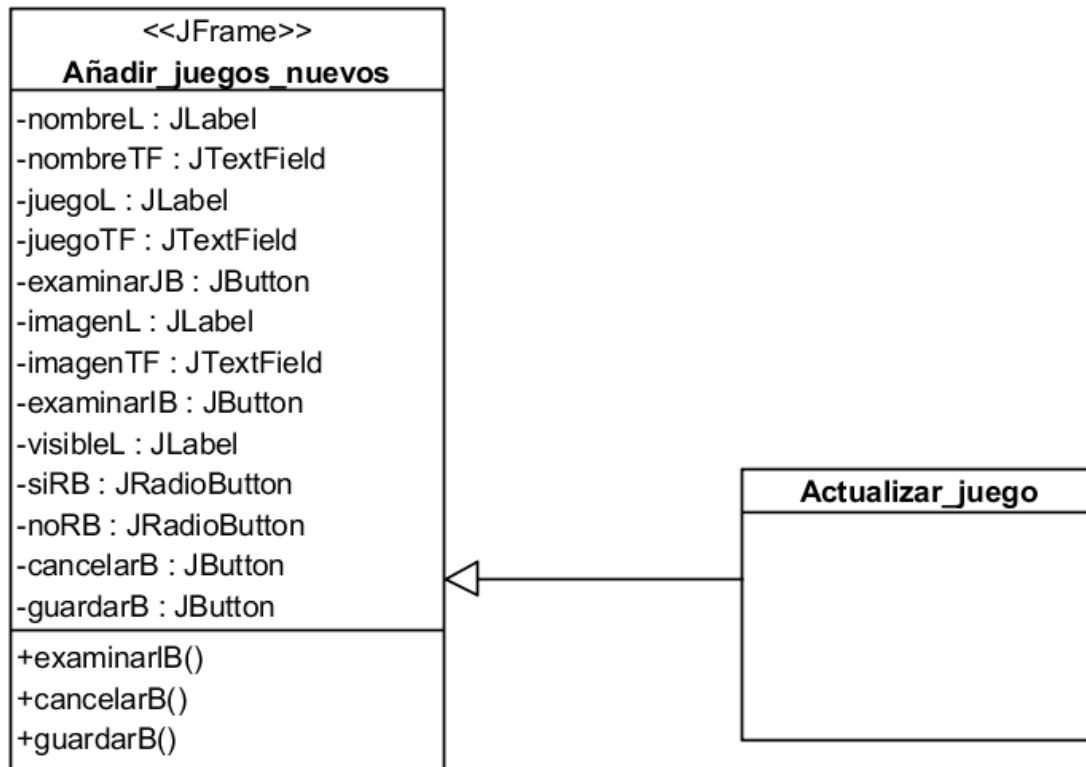 <<JFrame>>
Añadir_juegos_nuevos
-nombreL : JLabel
-nombreTF : JTextField
-juegoL : JLabel
-juegoTF : JTextField
-examinarJB : JButton
-imagenL : JLabel
-imagenTF : JTextField
-examinarIB : JButton
-visibleL : JLabel
-siRB : JRadioButton
-noRB : JRadioButton
-cancelarB : JButton
-guardarB : JButton
+examinarIB()
+cancelarB()
+guardarB()
Actualizar_juego